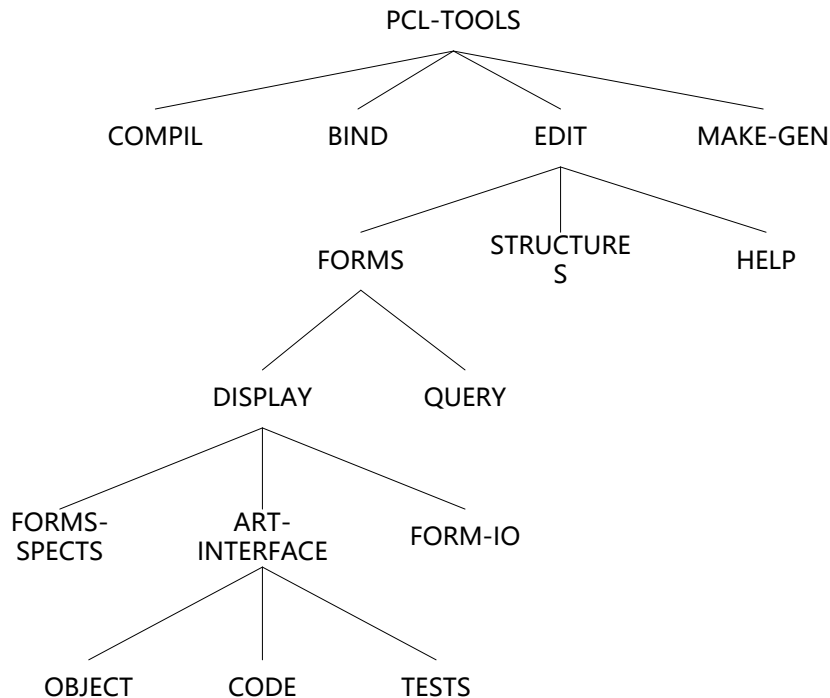 PCL-TOOLS
COMPIL BIND EDIT MAKE-GEN
FORMS STRUCTURE
S HELP
DISPLAY QUERY
FORMS-
SPECTS ART-
INTERFACE FORM-IO
OBJECT CODE TESTS